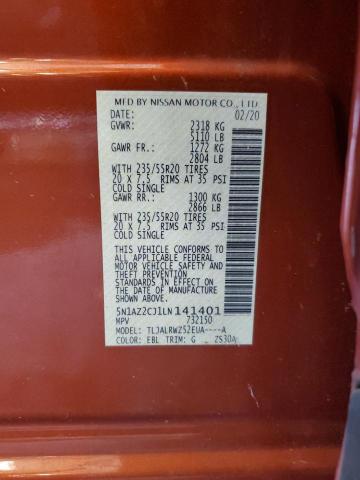 MFD BY NISSAN MOTOR CO., LTD
DATE: 02/20
GVWR: 2318 KG
5110 LB
GAWR FR.: 1272 KG
2804 LB
WITH 235/55R20 TIRES
20 x 7.5 RIMS AT 35 PSI
COLD SINGLE
GAWR RR.: 1300 KG
2866 LB
WITH 235/55R20 TIRES
20 x 7.5 RIMS AT 35 PSI
COLD SINGLE
THIS VEHICLE CONFORMS TO
ALL APPLICABLE FEDERAL
MOTOR VEHICLE SAFETY AND
STANDARDS IN EFFECT ON
THE DATE OF MANUFACTURE
SHOWN ABOVE.
5N1AZ2CJ1LN141401
MPV 732150
MODEL: TLJALRWZ52EUA----A
COLOR: EBL TRIM: G ZS30A